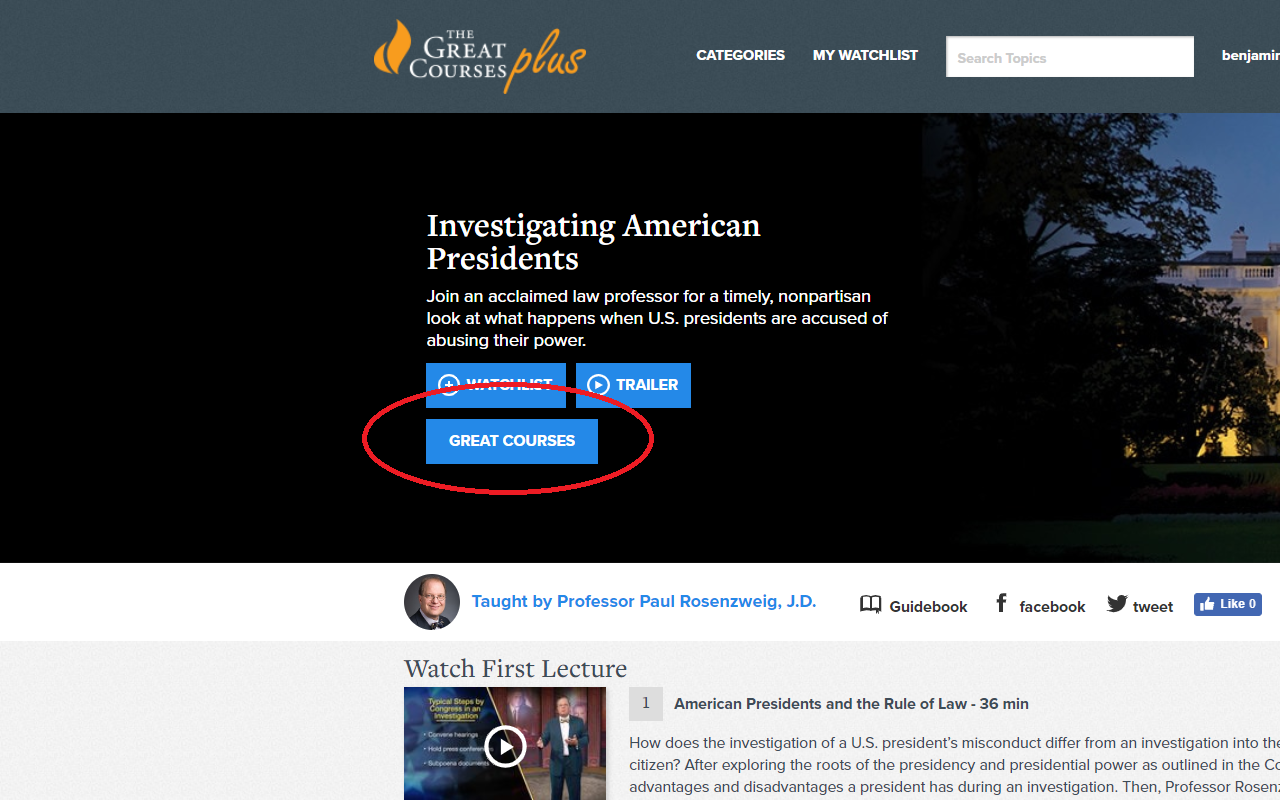 THE
GREAT
COURSES plus
CATEGORIES
MY WATCHLIST
Search Topics
benjamin
Investigating American
Presidents
Join an acclaimed law professor for a timely, nonpartisan
look at what happens when U.S. presidents are accused of
abusing their power.
WATCHLIST
TRAILER
GREAT COURSES
Taught by Professor Paul Rosenzweig, J.D.
Guidebook
facebook
tweet
Like 0
Watch First Lecture
Typical Steps by
Congress in an
Investigation
• Convene hearings
• Hold press conferences
• Subpoena documents
1
American Presidents and the Rule of Law - 36 min
How does the investigation of a U.S. president's misconduct differ from an investigation into the
citizen? After exploring the roots of the presidency and presidential power as outlined in the Co
advantages and disadvantages a president has during an investigation. Then, Professor Rosenz